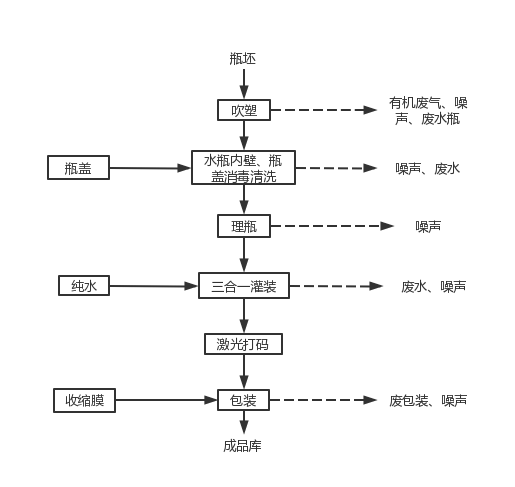 瓶坯
吹塑
有机废气、噪
声、废水瓶
瓶盖
水瓶内壁、瓶
盖消毒清洗
噪声、废水
理瓶
噪声
纯水
三合一灌装
废水、噪声
激光打码
收缩膜
包装
废包装、噪声
成品库